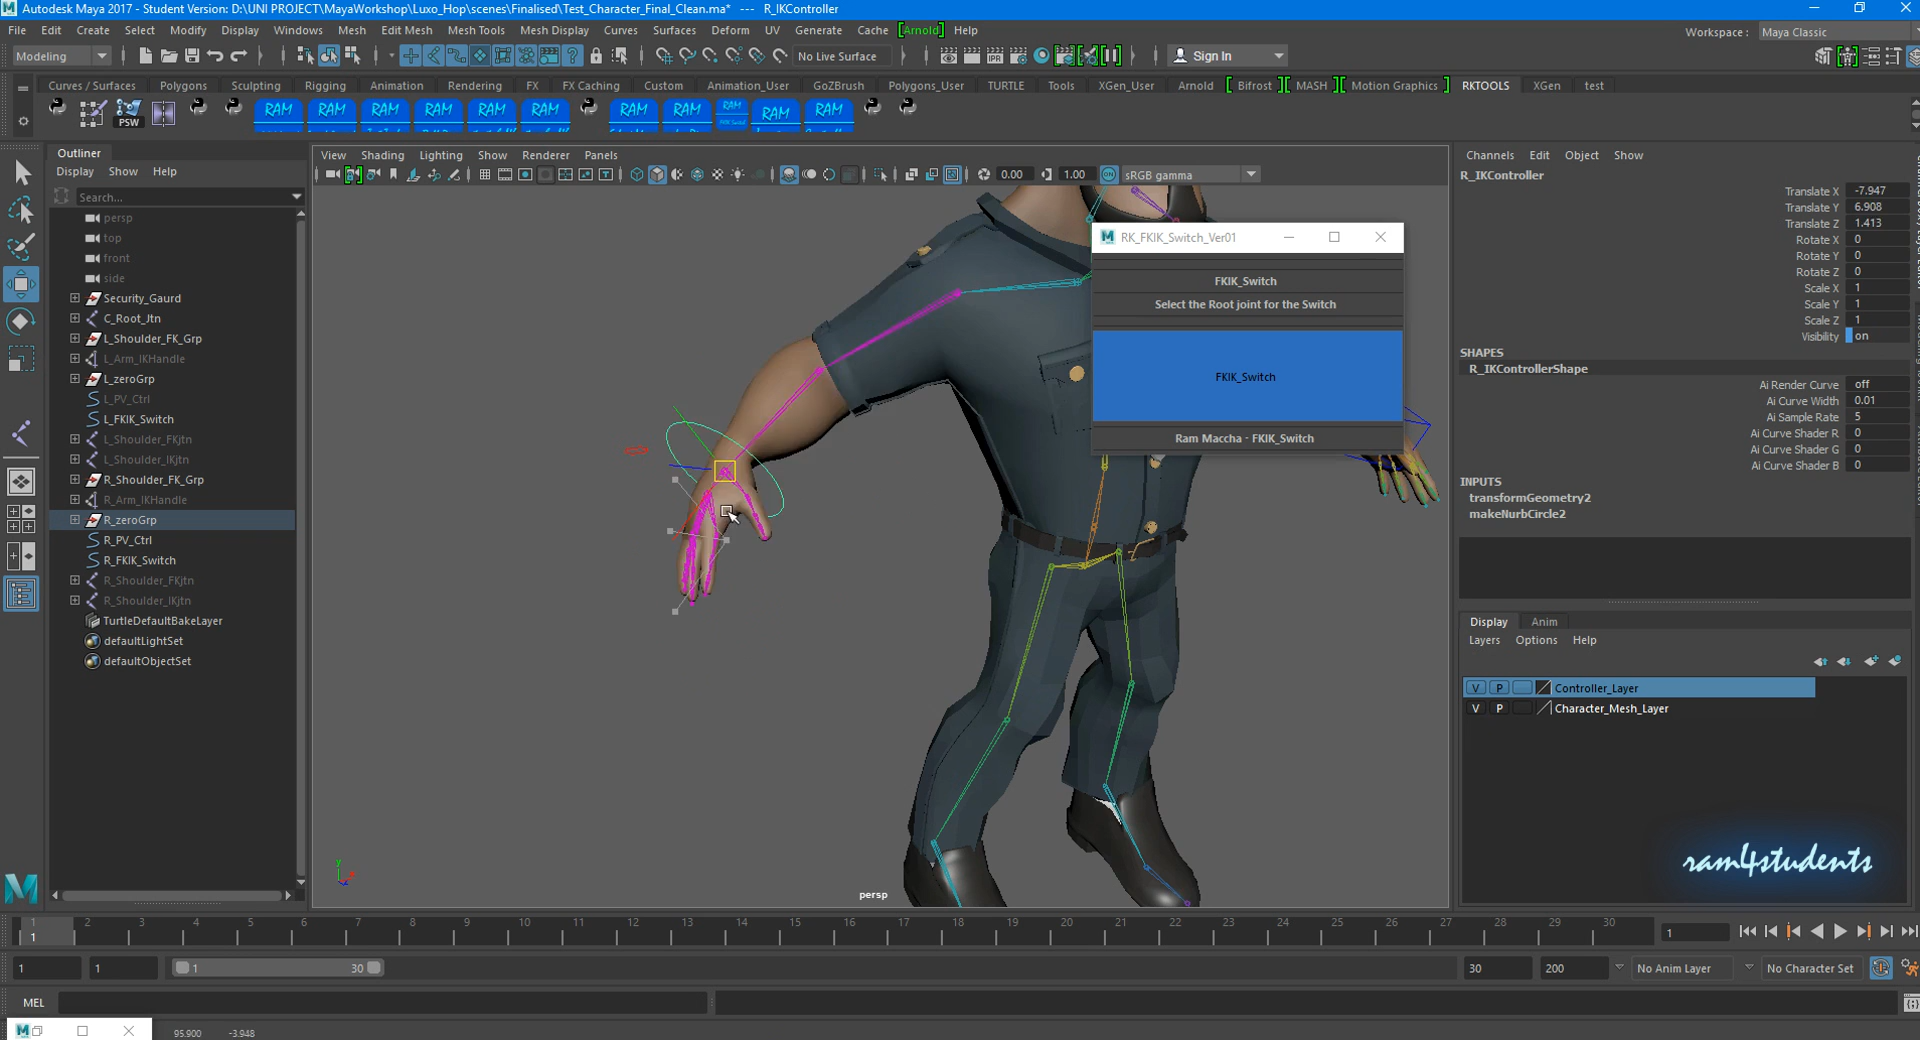 Autodesk Maya 2017 - Student Version: D:\UNI PROJECT\MayaWorkshop\Luxo_Hop\scenes\Finalised\Test_Character_Final_Clean.ma* --- R_IKController
File Edit Create Select Modify Display Windows Mesh Edit Mesh Mesh Tools Mesh Display Curves Surfaces Deform UV Generate Cache [Arnold] Help
Workspace : Maya Classic
Modeling No Live Surface IPR Sign In
Curves / Surfaces Polygons Sculpting Rigging Animation Rendering FX FX Caching Custom Animation_User GoZBrush Polygons_User TURTLE Tools XGen_User Arnold Bifrost MASH Motion Graphics RKTOOLS XGen test
PSW RAM RAM RAM RAM RAM RAM RAM RAM RAM RAM RAM
Outliner
Display Show Help
Search...
persp
top
front
side
Security_Gaurd
C_Root_Jtn
L_Shoulder_FK_Grp
L_Arm_IKHandle
L_zeroGrp
L_PV_Ctrl
L_FKIK_Switch
L_Shoulder_FKjtn
L_Shoulder_IKjtn
R_Shoulder_FK_Grp
R_Arm_IKHandle
R_zeroGrp
R_PV_Ctrl
R_FKIK_Switch
R_Shoulder_FKjtn
R_Shoulder_IKjtn
TurtleDefaultBakeLayer
defaultLightSet
defaultObjectSet
View Shading Lighting Show Renderer Panels
0.00 1.00 ON sRGB gamma
RK_FKIK_Switch_Ver01
FKIK_Switch
Select the Root joint for the Switch
FKIK_Switch
Ram Maccha - FKIK_Switch
y
persp
Channels Edit Object Show
R_IKController
Translate X -7.947
Translate Y 6.908
Translate Z 1.413
Rotate X 0
Rotate Y 0
Rotate Z 0
Scale X 1
Scale Y 1
Scale Z 1
Visibility on
SHAPES
R_IKControllerShape
Ai Render Curve off
Ai Curve Width 0.01
Ai Sample Rate 5
Ai Curve Shader R 0
Ai Curve Shader G 0
Ai Curve Shader B 0
INPUTS
transformGeometry2
makeNurbCircle2
Display Anim
Layers Options Help
V P Controller_Layer
V P Character_Mesh_Layer
ram4students
1 2 3 4 5 6 7 8 9 10 11 12 13 14 15 16 17 18 19 20 21 22 23 24 25 26 27 28 29 30
1 1
1 1 1 30 30 200 No Anim Layer No Character Set
MEL
95.900 -3.948